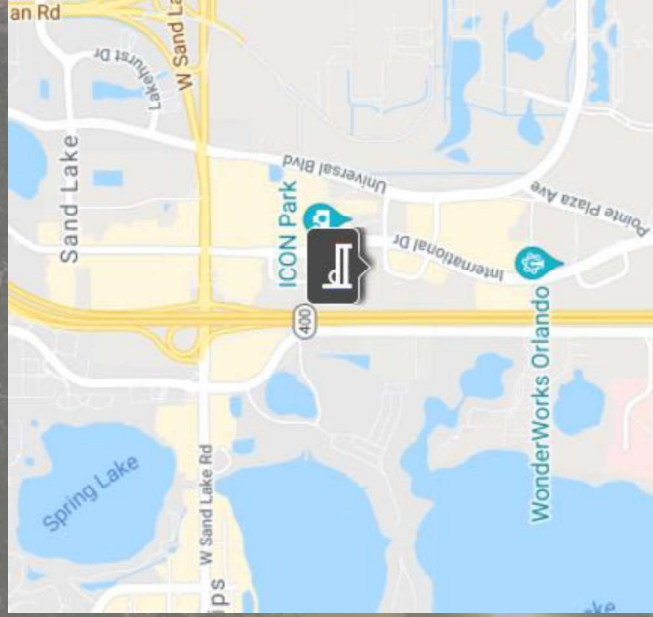 an Rd
W Sand La
Lakehurst Dr
Sand Lake
Universal Blvd
ICON Park
International Dr
Pointe Plaza Ave
400
WonderWorks Orlando
Spring Lake
W Sand Lake Rd
ips
ke